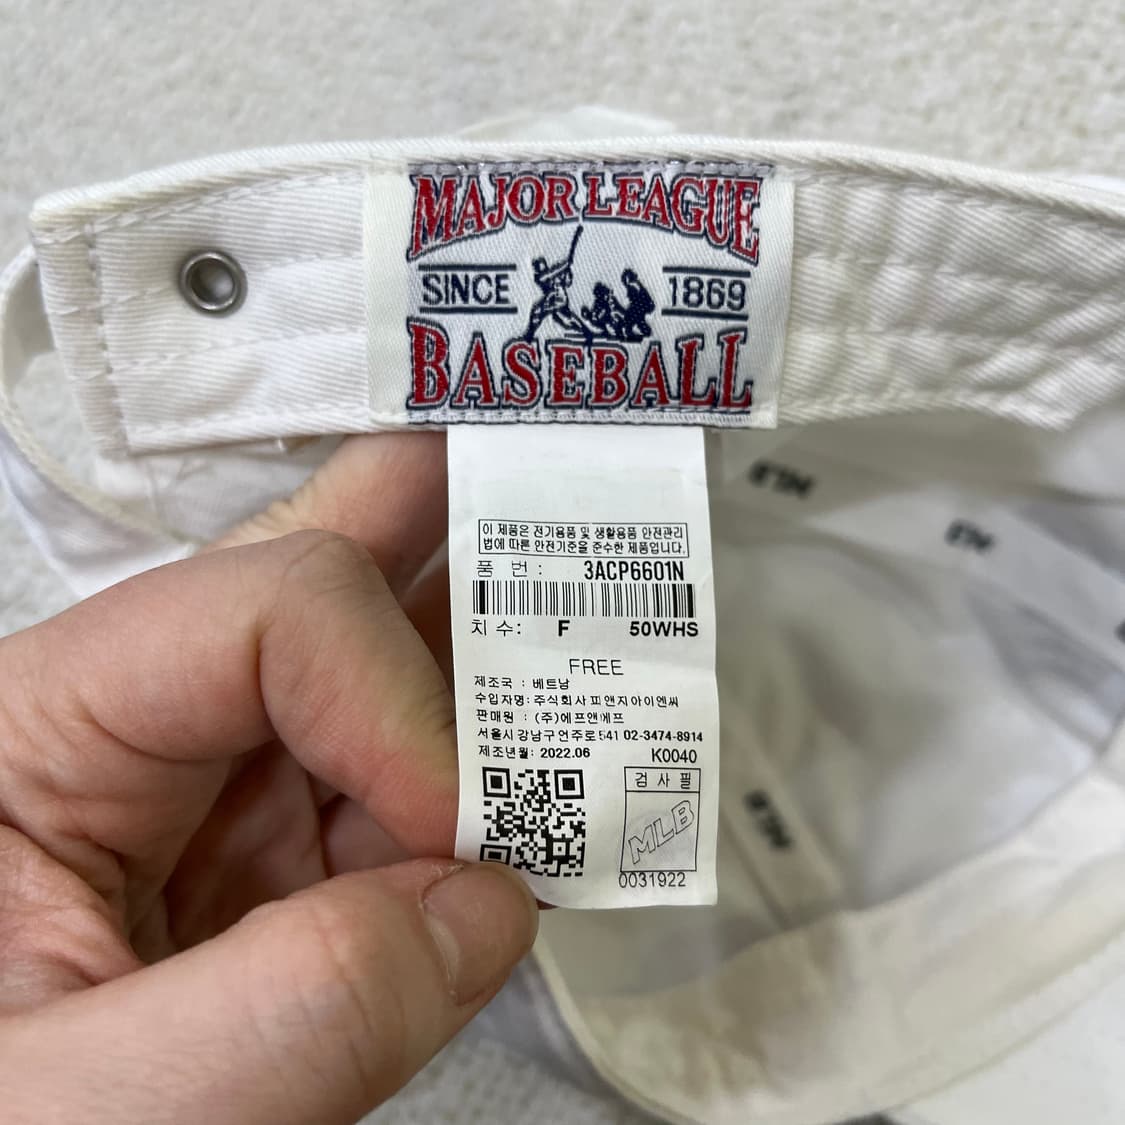 MAJOR LEAGUE
SINCE 1869
BASEBALL
이 제품은 전기용품 및 생활용품 안전관리
법에 따른 안전기준을 준수한 제품입니다.
품 번 : 3ACP6601N
치 수: F 50WHS
FREE
제조국 : 베트남
수입자명: 주식회사 피앤지아이엔씨
판매원 : (주)에프앤에프
서울시 강남구 언주로 541 02-3474-8914
제조년월: 2022.06 K0040
검 사 필
MLB
0031922
MLB
MLB
MLB